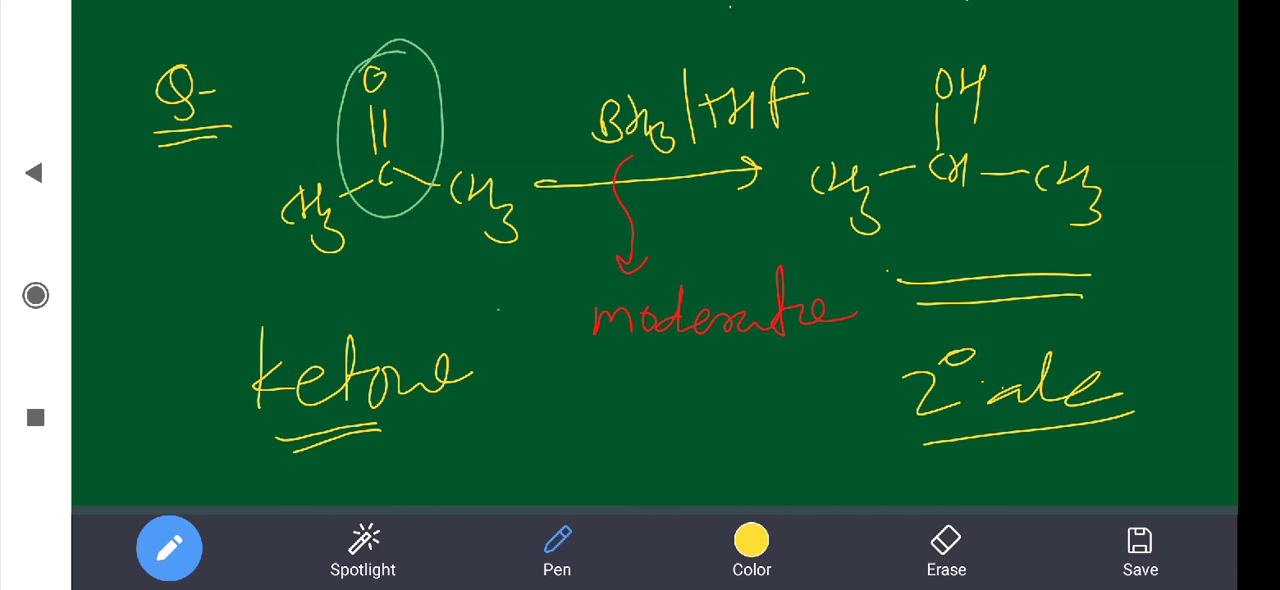 Q-
O
||
CH3-C-CH3
BH3/THF
OH
|
CH3-CH-CH3
moderate
ketone
2° alc
Spotlight Pen Color Erase Save